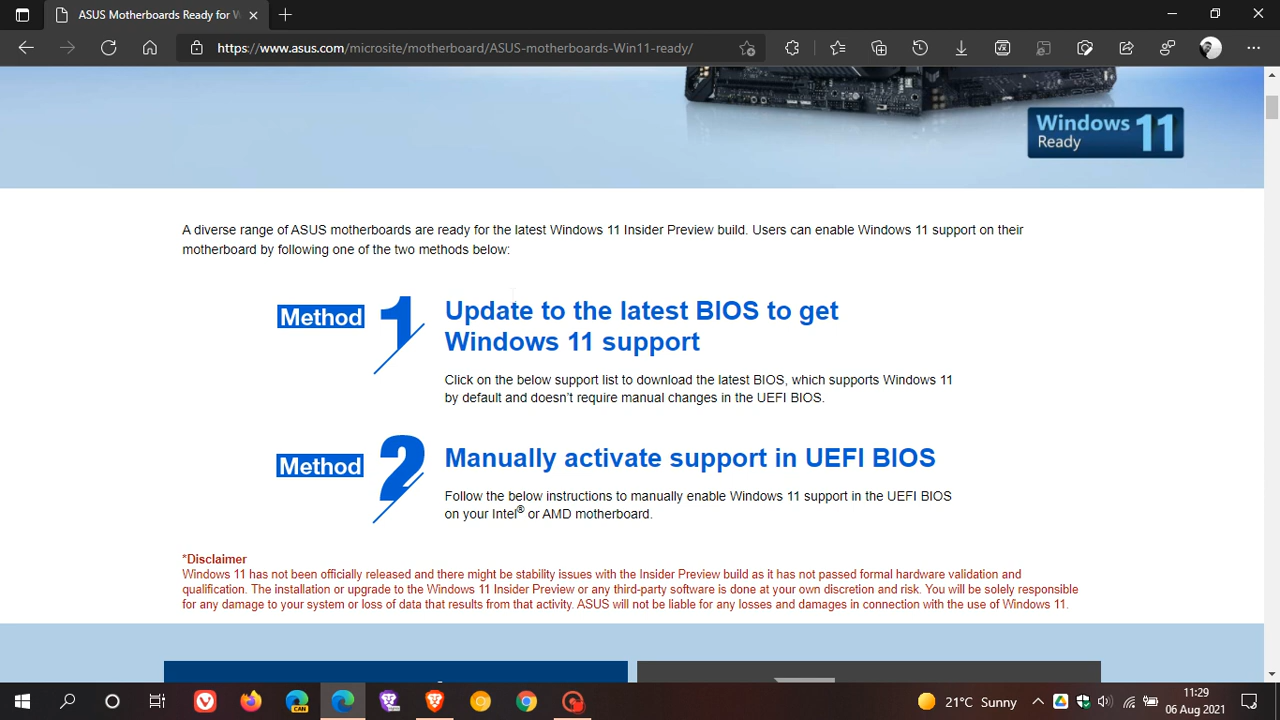 ASUS Motherboards Ready for W
https://www.asus.com/microsite/motherboard/ASUS-motherboards-Win11-ready/
Windows 11
Ready
A diverse range of ASUS motherboards are ready for the latest Windows 11 Insider Preview build. Users can enable Windows 11 support on their
motherboard by following one of the two methods below:
Method 1
Update to the latest BIOS to get
Windows 11 support
Click on the below support list to download the latest BIOS, which supports Windows 11
by default and doesn't require manual changes in the UEFI BIOS.
Method 2
Manually activate support in UEFI BIOS
Follow the below instructions to manually enable Windows 11 support in the UEFI BIOS
on your Intel® or AMD motherboard.
*Disclaimer
Windows 11 has not been officially released and there might be stability issues with the Insider Preview build as it has not passed formal hardware validation and
qualification. The installation or upgrade to the Windows 11 Insider Preview or any third-party software is done at your own discretion and risk. You will be solely responsible
for any damage to your system or loss of data that results from that activity. ASUS will not be liable for any losses and damages in connection with the use of Windows 11.
CAN
21°C Sunny
11:29
06 Aug 2021